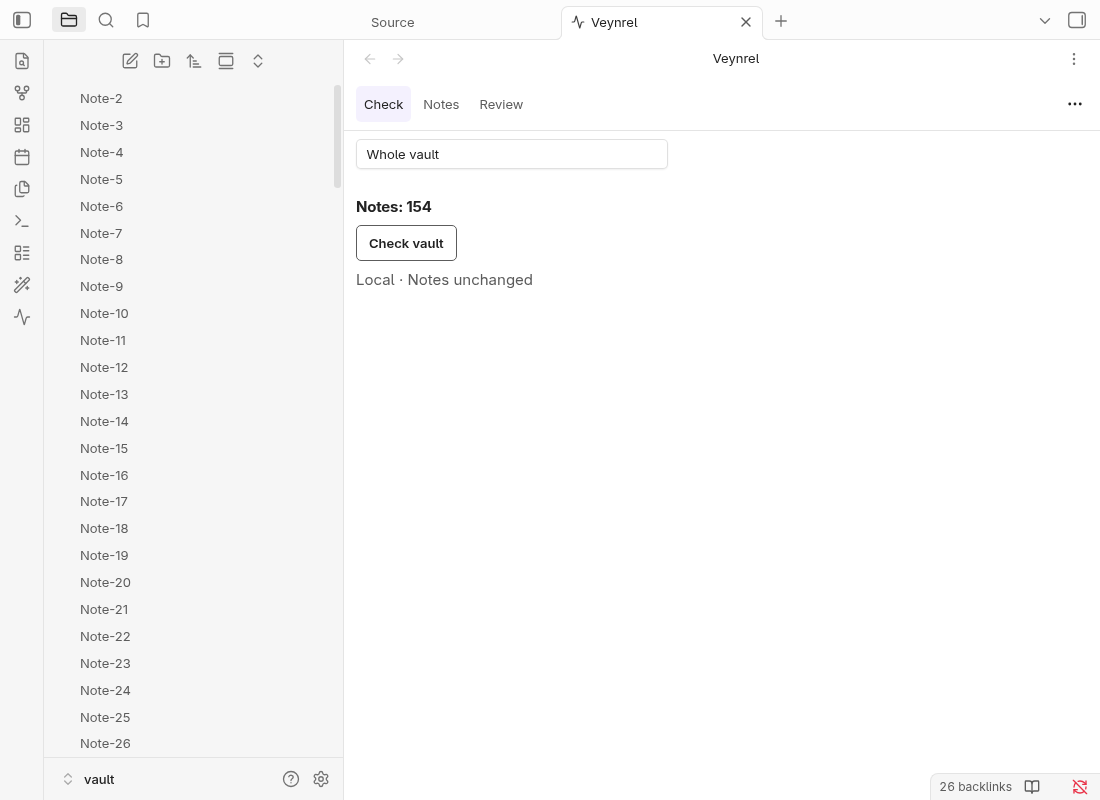 Source
Veynrel
Veynrel
Check
Notes
Review
Whole vault
Notes: 154
Check vault
Local · Notes unchanged
Note-2
Note-3
Note-4
Note-5
Note-6
Note-7
Note-8
Note-9
Note-10
Note-11
Note-12
Note-13
Note-14
Note-15
Note-16
Note-17
Note-18
Note-19
Note-20
Note-21
Note-22
Note-23
Note-24
Note-25
Note-26
vault
26 backlinks